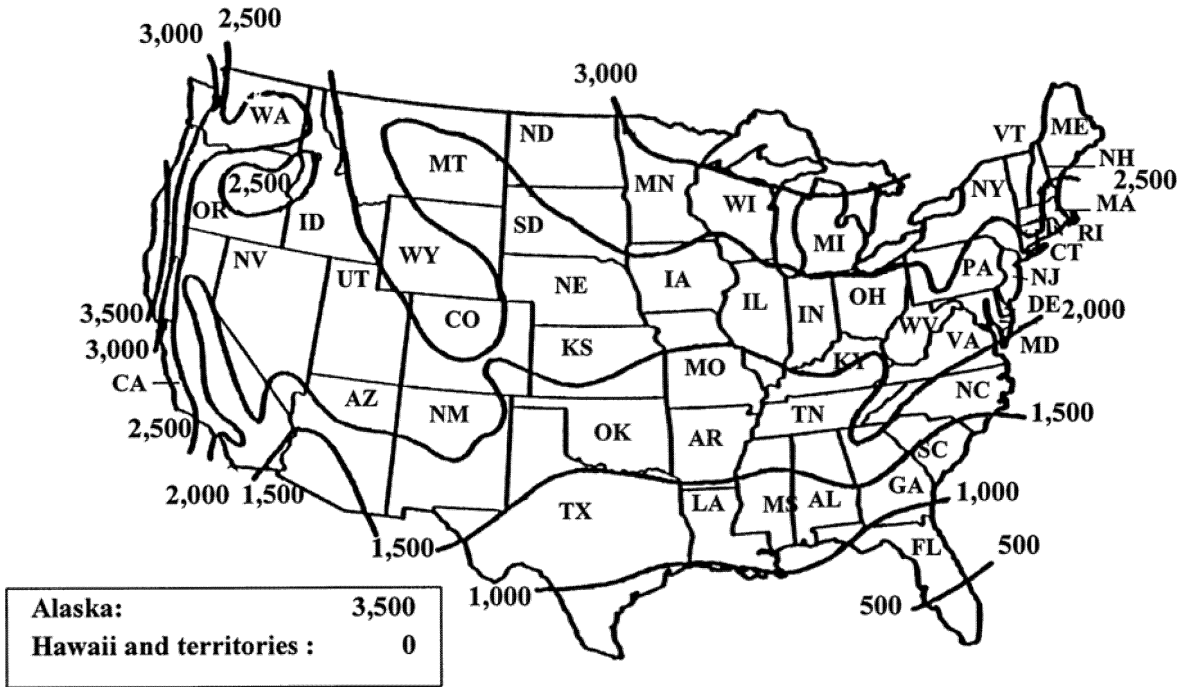 3,000 2,500
3,000
WA
MT
ND
MN
WI
MI
VT
ME
NH
2,500
MA
RI
CT
NY
2,500
OR
ID
WY
SD
NV
UT
CO
NE
IA
IL
IN
OH
PA
NJ
DE 2,000
MD
WV
VA
3,500
3,000
CA
KS
MO
KY
NC
2,500
AZ
NM
OK
AR
TN
1,500
SC
2,000 1,500
TX
LA
MS
AL
GA
1,000
1,500
FL
500
1,000
500
Alaska: 3,500
Hawaii and territories : 0